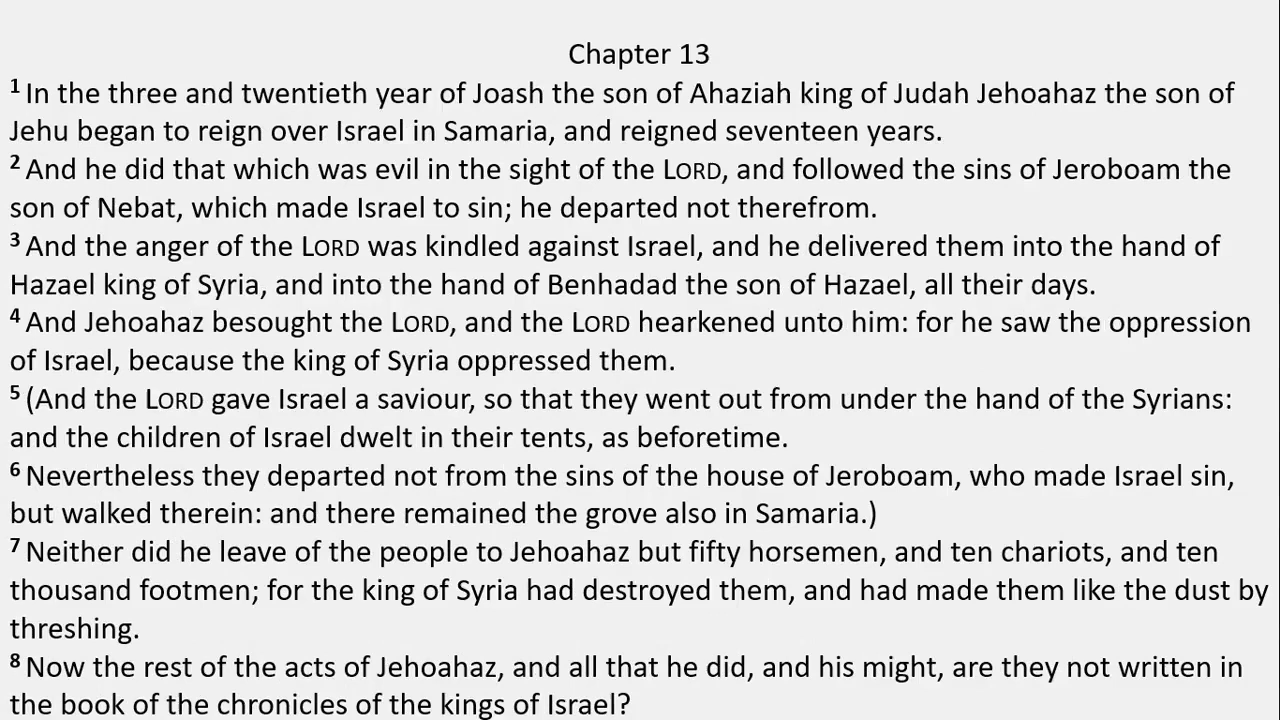 Chapter 13
1 In the three and twentieth year of Joash the son of Ahaziah king of Judah Jehoahaz the son of
Jehu began to reign over Israel in Samaria, and reigned seventeen years.
2 And he did that which was evil in the sight of the LORD, and followed the sins of Jeroboam the
son of Nebat, which made Israel to sin; he departed not therefrom.
3 And the anger of the LORD was kindled against Israel, and he delivered them into the hand of
Hazael king of Syria, and into the hand of Benhadad the son of Hazael, all their days.
4 And Jehoahaz besought the LORD, and the LORD hearkened unto him: for he saw the oppression
of Israel, because the king of Syria oppressed them.
5 (And the LORD gave Israel a saviour, so that they went out from under the hand of the Syrians:
and the children of Israel dwelt in their tents, as beforetime.
6 Nevertheless they departed not from the sins of the house of Jeroboam, who made Israel sin,
but walked therein: and there remained the grove also in Samaria.)
7 Neither did he leave of the people to Jehoahaz but fifty horsemen, and ten chariots, and ten
thousand footmen; for the king of Syria had destroyed them, and had made them like the dust by
threshing.
8 Now the rest of the acts of Jehoahaz, and all that he did, and his might, are they not written in
the book of the chronicles of the kings of Israel?